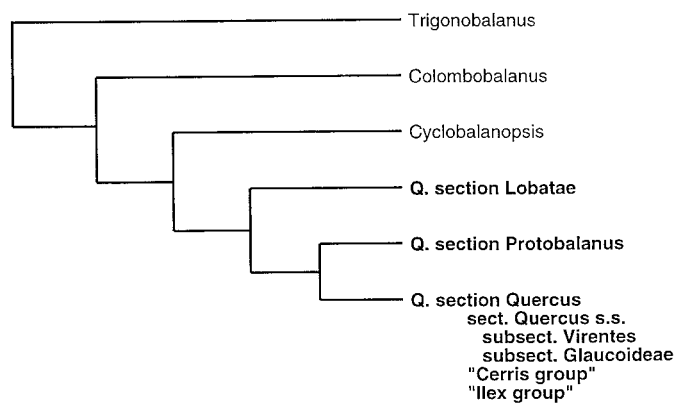 Trigonobalanus
Colombobalanus
Cyclobalanopsis
Q. section Lobatae
Q. section Protobalanus
Q. section Quercus
sect. Quercus s.s.
subsect. Virentes
subsect. Glaucoideae
"Cerris group"
"Ilex group"